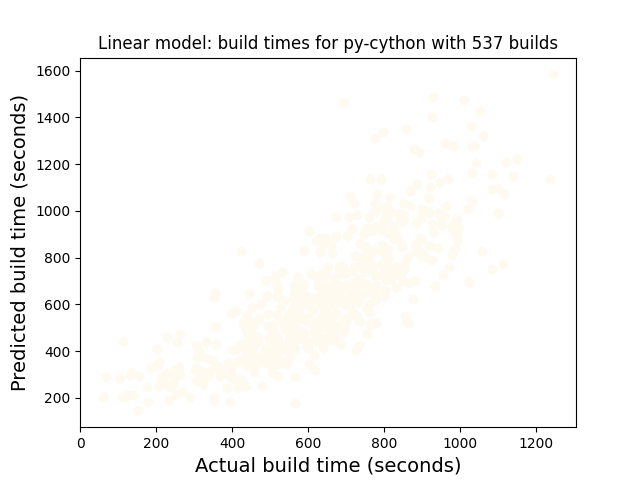 Linear model: build times for py-cython with 537 builds
Predicted build time (seconds)
1600
1400
1200
1000
800
600
400
200
0 200 400 600 800 1000 1200
Actual build time (seconds)